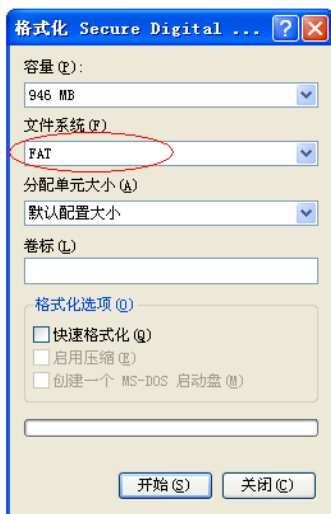 格式化 Secure Digital ...
容量(P):
946 MB
文件系统(F)
FAT
分配单元大小(A)
默认配置大小
卷标(L)
格式化选项(O)
快速格式化(Q)
启用压缩(E)
创建一个 MS-DOS 启动盘(M)
开始(S)
关闭(C)